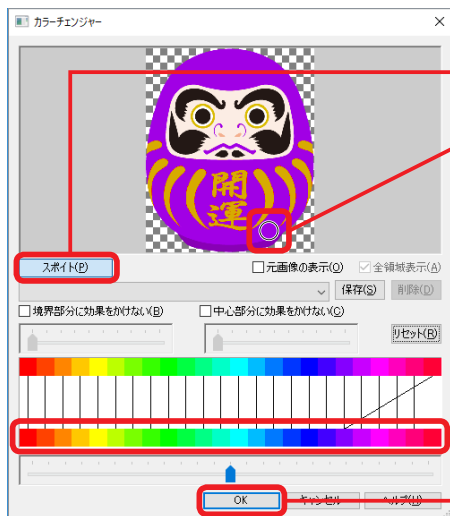 カラーチェンジャー
開
運
スポイト(P)
元画像の表示(O)
全領域表示(A)
保存(S)
削除(D)
境界部分に効果をかけない(B)
中心部分に効果をかけない(C)
リセット(R)
OK
キャンセル
ヘルプ(H)